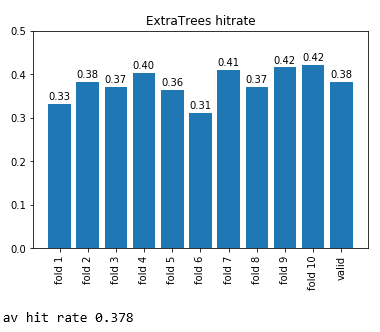 ExtraTrees hitrate
0.5
0.4
0.3
0.2
0.1
0.0
0.33
0.38
0.37
0.40
0.36
0.31
0.41
0.37
0.42
0.42
0.38
fold 1
fold 2
fold 3
fold 4
fold 5
fold 6
fold 7
fold 8
fold 9
fold 10
valid
av hit rate 0.378